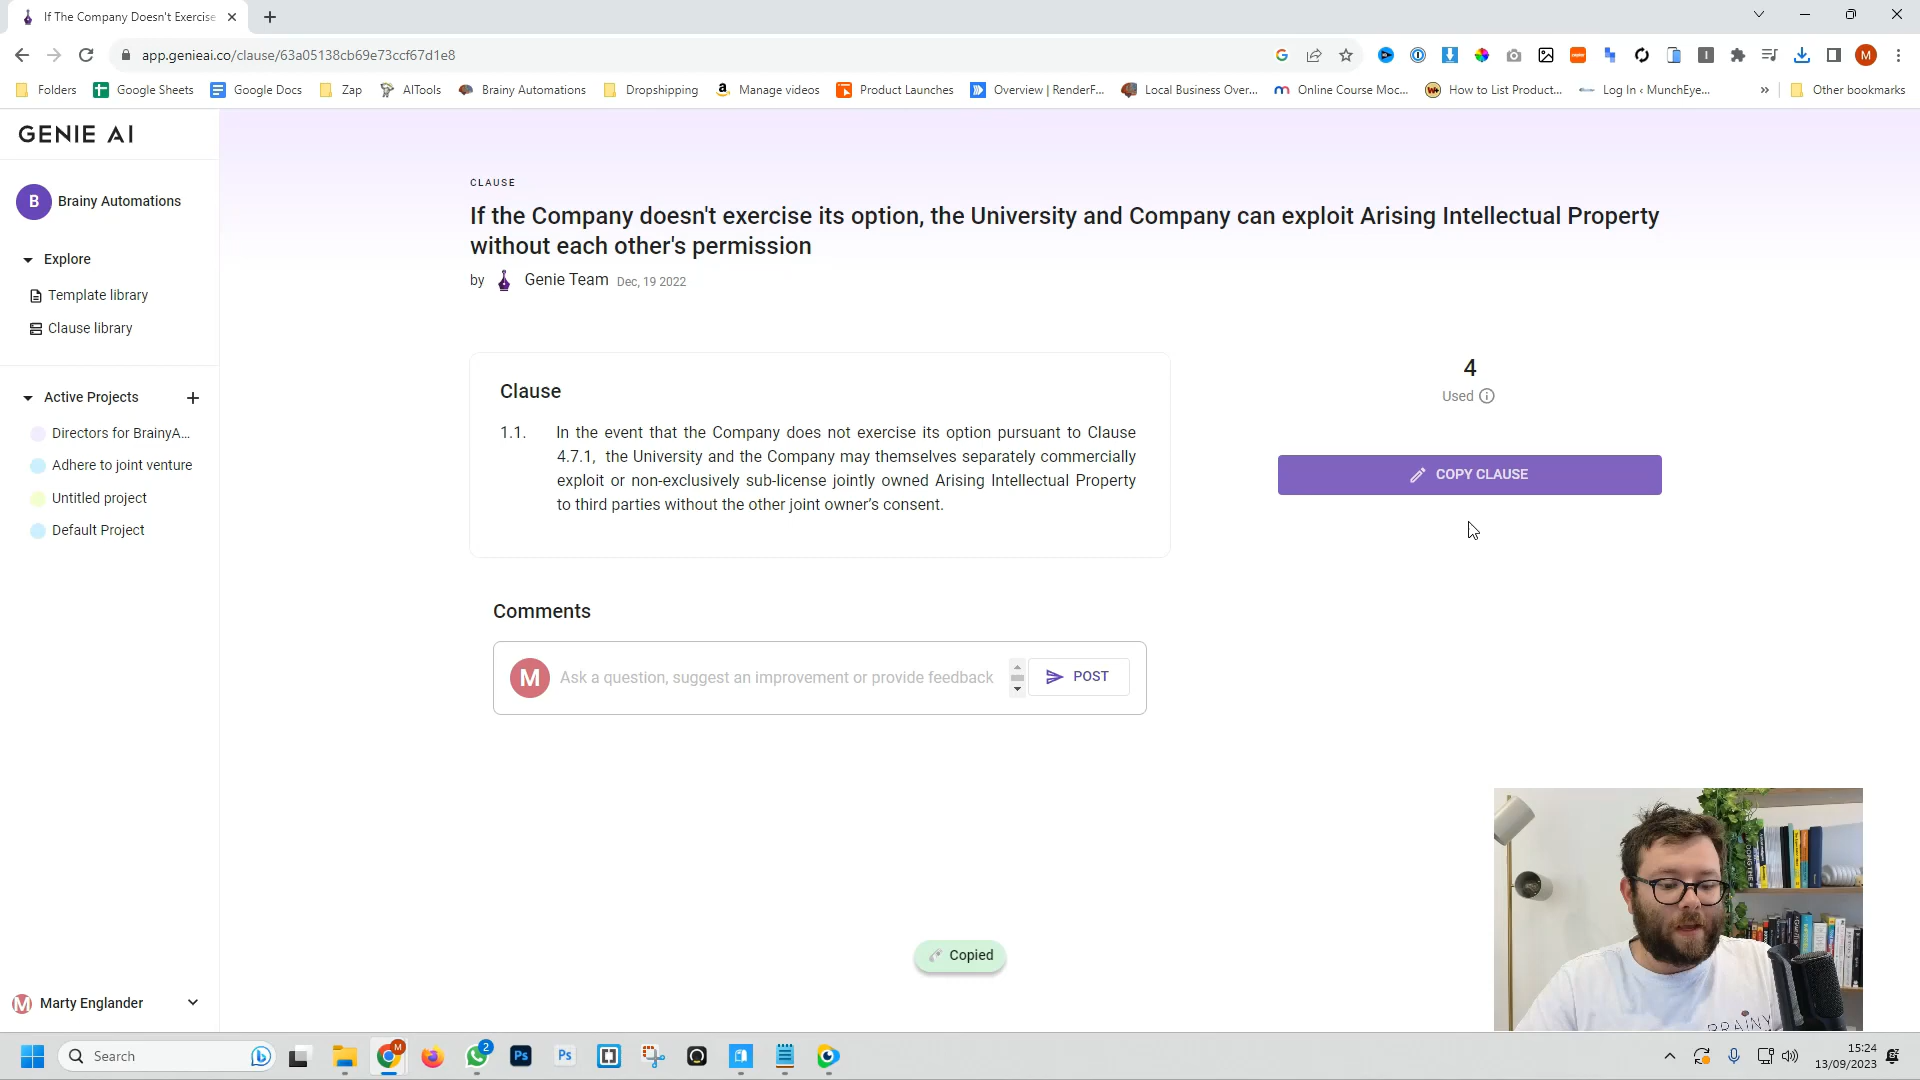 If The Company Doesn't Exercise
app.genieai.co/clause/63a05138cb69e73ccf67d1e8
M
Folders
Google Sheets
Google Docs
Zap
AITools
Brainy Automations
Dropshipping
Manage videos
Product Launches
Overview | RenderF...
Local Business Over...
Online Course Moc...
How to List Product...
Log In ‹ MunchEye...
»
Other bookmarks
GENIE AI
B Brainy Automations
Explore
Template library
Clause library
Active Projects +
Directors for BrainyA...
Adhere to joint venture
Untitled project
Default Project
M Marty Englander
CLAUSE
If the Company doesn't exercise its option, the University and Company can exploit Arising Intellectual Property
without each other's permission
by Genie Team Dec, 19 2022
Clause
1.1. In the event that the Company does not exercise its option pursuant to Clause
4.7.1, the University and the Company may themselves separately commercially
exploit or non-exclusively sub-license jointly owned Arising Intellectual Property
to third parties without the other joint owner's consent.
4
Used
COPY CLAUSE
Comments
M Ask a question, suggest an improvement or provide feedback POST
Copied
BRAINY
Search
M
2
Ps
Ps
15:24
13/09/2023